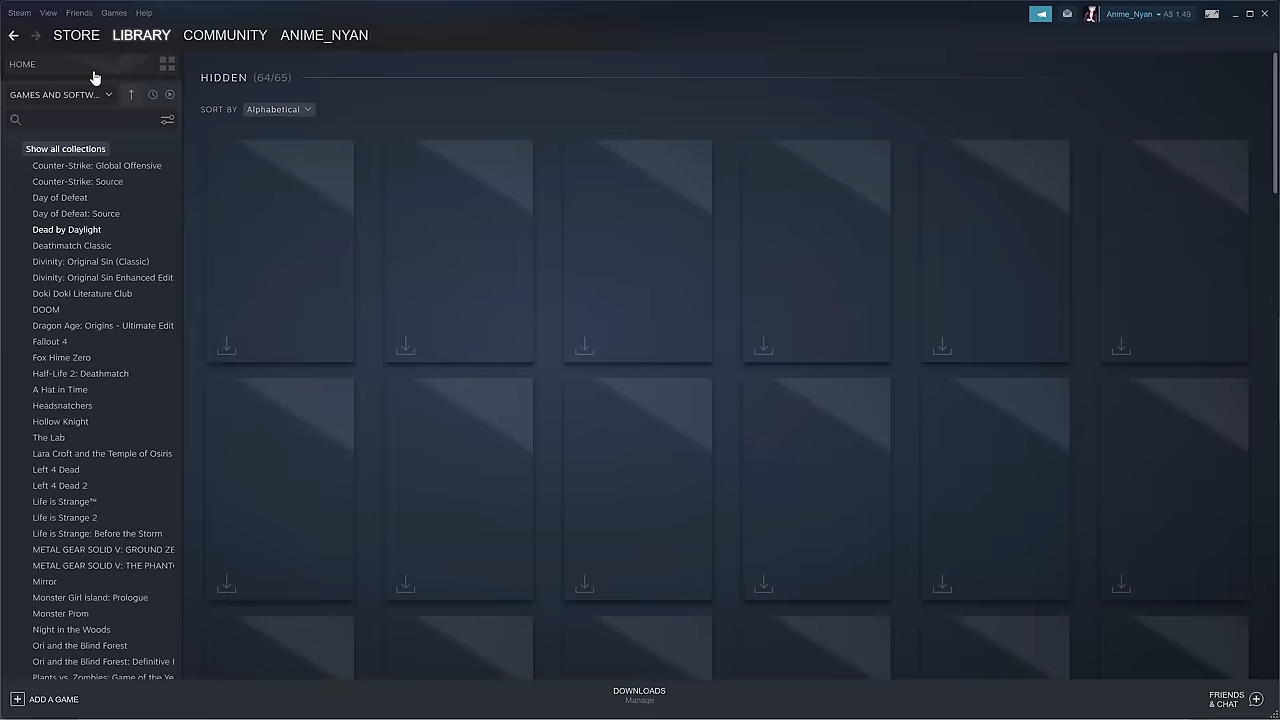 Steam View Friends Games Help
Anime_Nyan A$ 1:49
STORE LIBRARY COMMUNITY ANIME_NYAN
HOME
HIDDEN (64/65)
GAMES AND SOFTW...
SORT BY Alphabetical
Show all collections
Counter-Strike: Global Offensive
Counter-Strike: Source
Day of Defeat
Day of Defeat: Source
Dead by Daylight
Deathmatch Classic
Divinity: Original Sin (Classic)
Divinity: Original Sin Enhanced Edit
Doki Doki Literature Club
DOOM
Dragon Age: Origins - Ultimate Edit
Fallout 4
Fox Hime Zero
Half-Life 2: Deathmatch
A Hat in Time
Headsnatchers
Hollow Knight
The Lab
Lara Croft and the Temple of Osiris
Left 4 Dead
Left 4 Dead 2
Life is Strange™
Life is Strange 2
Life is Strange: Before the Storm
METAL GEAR SOLID V: GROUND ZE
METAL GEAR SOLID V: THE PHANT
Mirror
Monster Girl Island: Prologue
Monster Prom
Night in the Woods
Ori and the Blind Forest
Ori and the Blind Forest: Definitive
Plants vs. Zombies: Game of the Ye
ADD A GAME
DOWNLOADS
Manage
FRIENDS
& CHAT